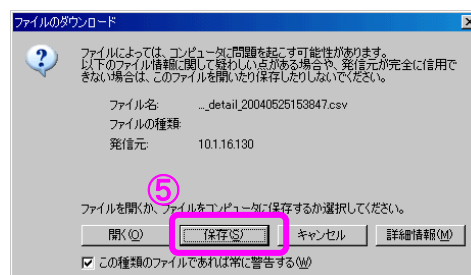 ファイルのダウンロード
ファイルによっては、コンピュータに問題を起こす可能性があります。
以下のファイル情報に関して疑わしい点がある場合や、発信元が完全に信用で
きない場合は、このファイルを開いたり保存したりしないでください。
ファイル名: ..._detail_20040525153847.csv
ファイルの種類:
発信元: 10.1.16.130
⑤
ファイルを開くか、ファイルをコンピュータに保存するか選択してください。
開く(O) 保存(S) キャンセル 詳細情報(M)
この種類のファイルであれば常に警告する(W)